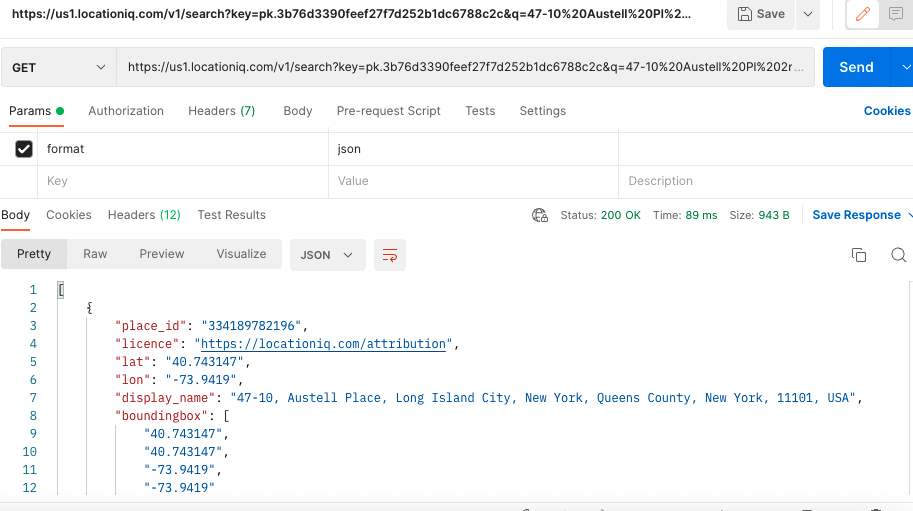 https://us1.locationiq.com/v1/search?key=pk.3b76d3390feef27f7d252b1dc6788c2c&q=47-10%20Austell%20Pl%2... Save
GET https://us1.locationiq.com/v1/search?key=pk.3b76d3390feef27f7d252b1dc6788c2c&q=47-10%20Austell%20Pl%202r... Send
Params Authorization Headers (7) Body Pre-request Script Tests Settings Cookies
format json
Key Value Description
Body Cookies Headers (12) Test Results Status: 200 OK Time: 89 ms Size: 943 B Save Response
Pretty Raw Preview Visualize JSON
1 [
2 {
3 "place_id": "334189782196",
4 "licence": "https://locationiq.com/attribution",
5 "lat": "40.743147",
6 "lon": "-73.9419",
7 "display_name": "47-10, Austell Place, Long Island City, New York, Queens County, New York, 11101, USA",
8 "boundingbox": [
9 "40.743147",
10 "40.743147",
11 "-73.9419",
12 "-73.9419"